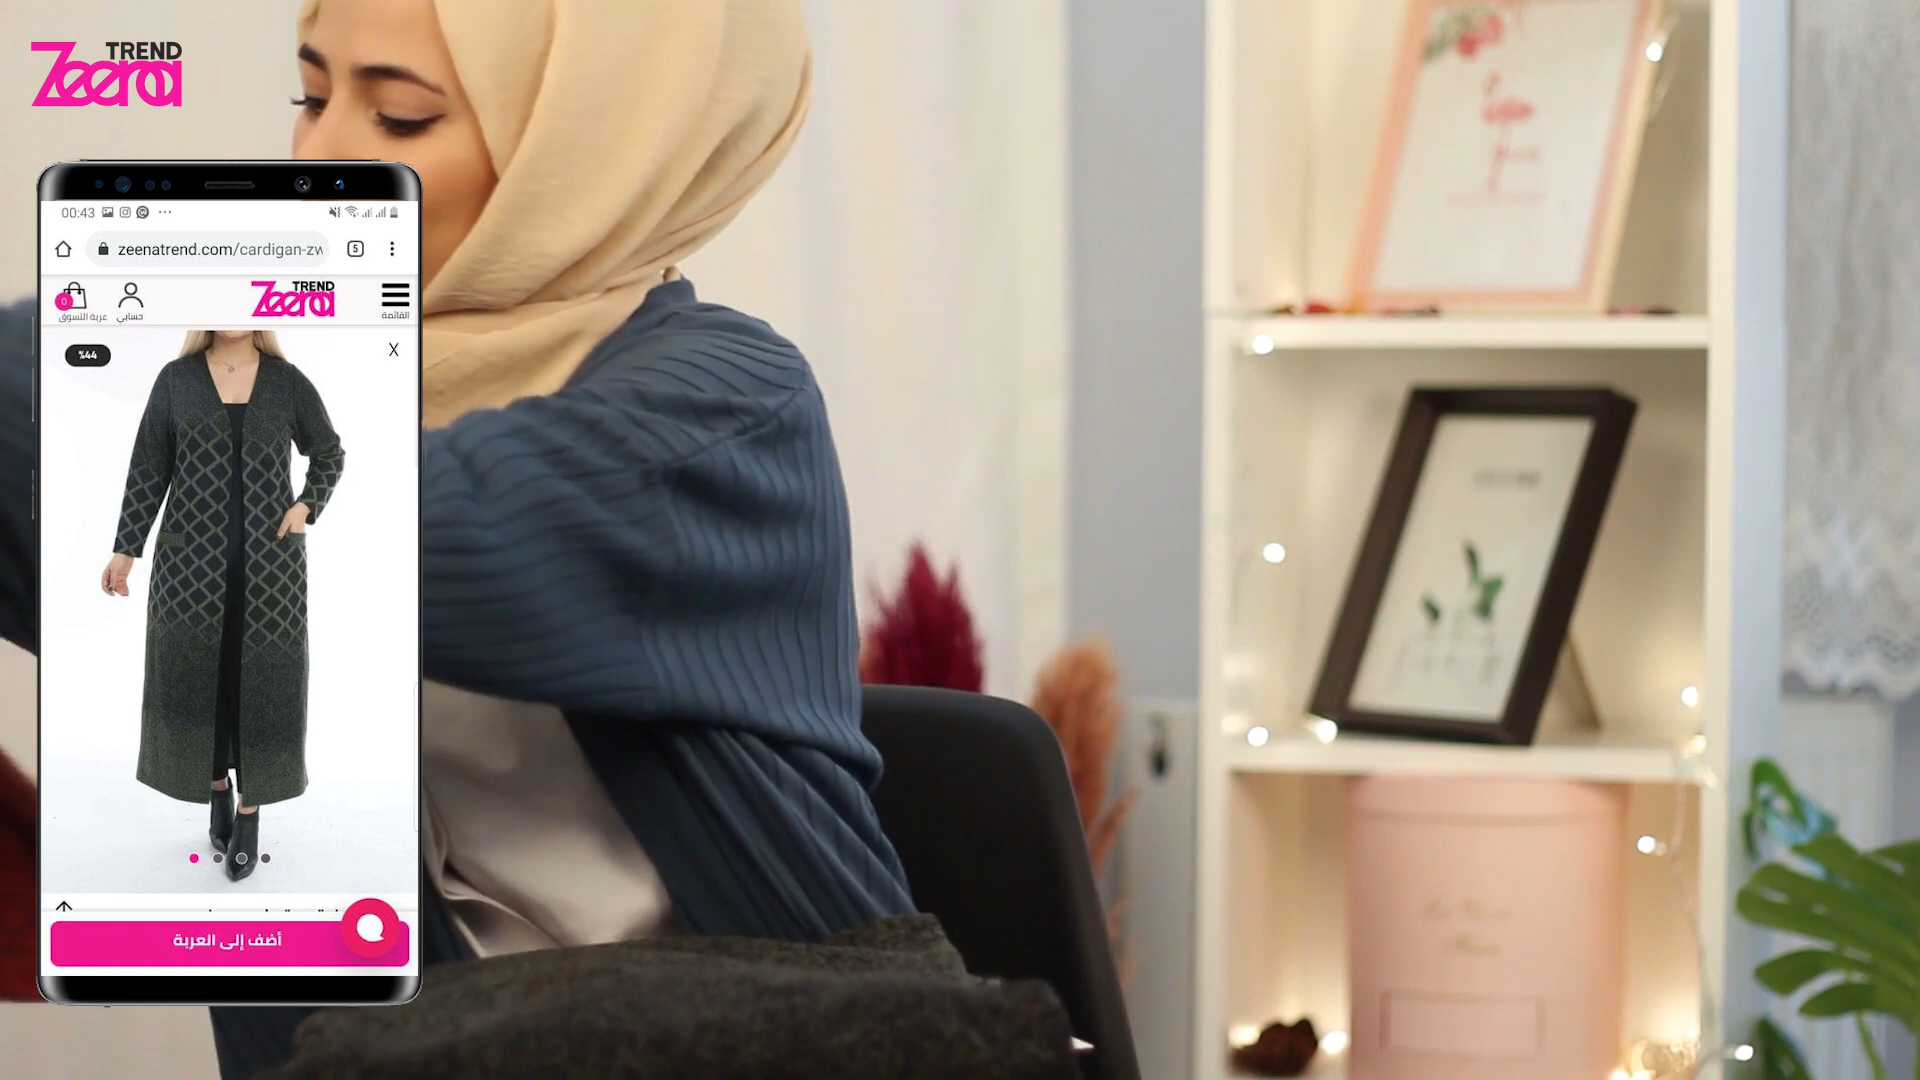 TREND
Zeena
00:43
zeenatrend.com/cardigan-zw
5
0
عربة التسوق
حسابي
TREND
Zeena
القائمة
%44
X
أضف إلى العربة